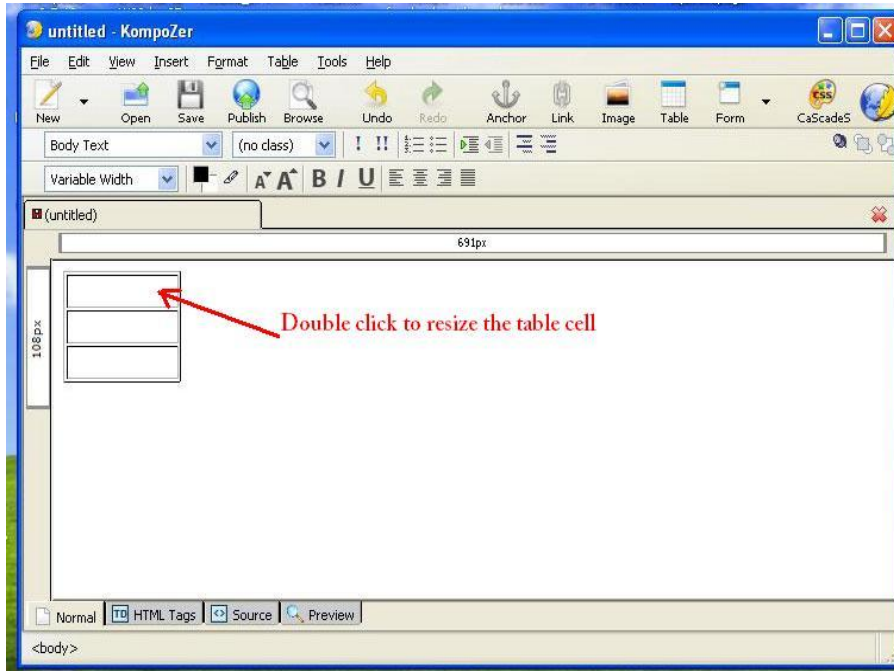 untitled - KompoZer
File Edit View Insert Format Table Tools Help
New Open Save Publish Browse Undo Redo Anchor Link Image Table Form CaScadeS
Body Text (no class) ! !!
Variable Width A A B I U
(untitled)
691px
108px
Double click to resize the table cell
Normal TD HTML Tags Source Preview
<body>